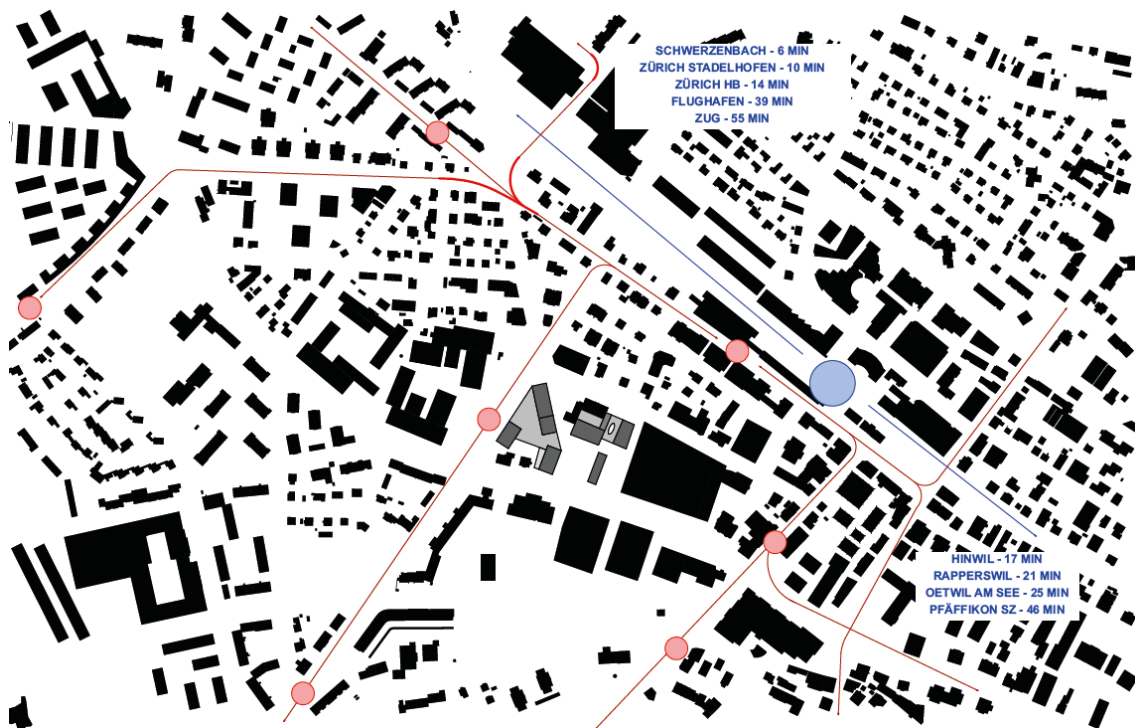 SCHWERZENBACH - 6 MIN
ZÜRICH STADELHOFEN - 10 MIN
ZÜRICH HB - 14 MIN
FLUGHAFEN - 39 MIN
ZUG - 55 MIN
HINWIL - 17 MIN
RAPPERSWIL - 21 MIN
OETWIL AM SEE - 25 MIN
PFÄFFIKON SZ - 46 MIN